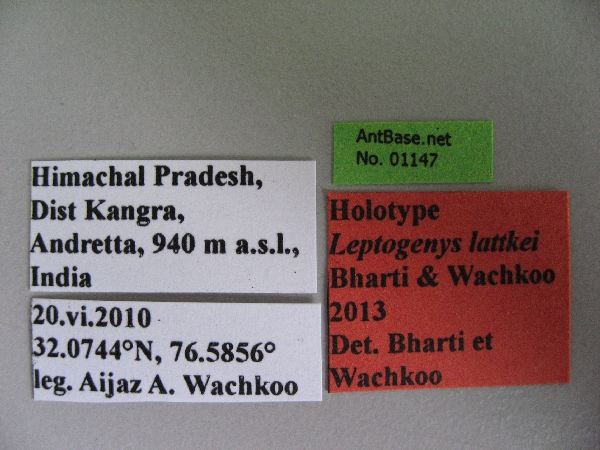 AntBase.net
No. 01147
Himachal Pradesh,
Dist Kangra,
Andretta, 940 m a.s.l.,
India
20.vi.2010
32.0744°N, 76.5856°
leg. Aijaz A. Wachkoo
Holotype
Leptogenys lattkei
Bharti & Wachkoo
2013
Det. Bharti et
Wachkoo